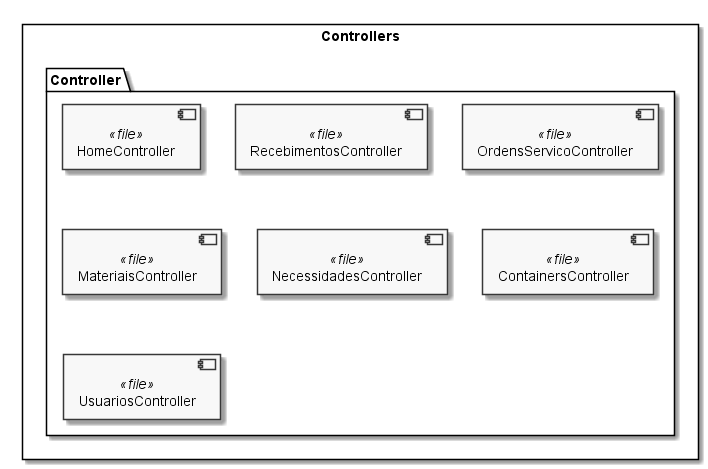 Controllers
Controller
«file»
HomeController
«file»
RecebimentosController
«file»
OrdensServicoController
«file»
MateriaisController
«file»
NecessidadesController
«file»
ContainersController
«file»
UsuariosController